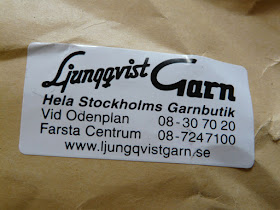 Ljungqvist Garn
Hela Stockholms Garnbutik
Vid Odenplan 08-30 70 20
Farsta Centrum 08-7247100
www.ljungqvistgarn.se